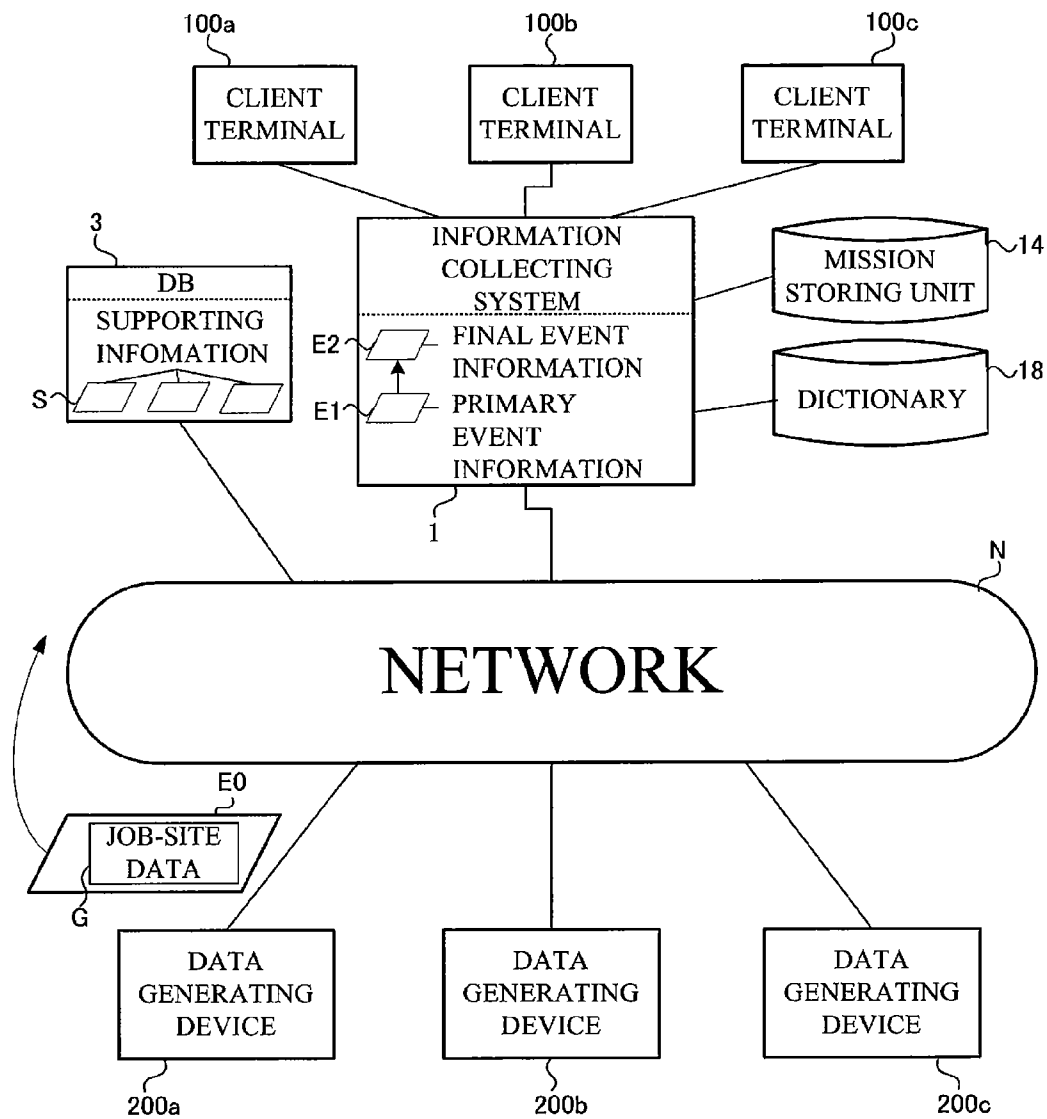 100a
100b
100c
CLIENT
TERMINAL
CLIENT
TERMINAL
CLIENT
TERMINAL
3
DB
SUPPORTING
INFOMATION
S
INFORMATION
COLLECTING
SYSTEM
E2
FINAL EVENT
INFORMATION
E1
PRIMARY
EVENT
INFORMATION
1
MISSION
STORING UNIT
14
DICTIONARY
18
N
NETWORK
E0
JOB-SITE
DATA
G
DATA
GENERATING
DEVICE
DATA
GENERATING
DEVICE
DATA
GENERATING
DEVICE
200a
200b
200c